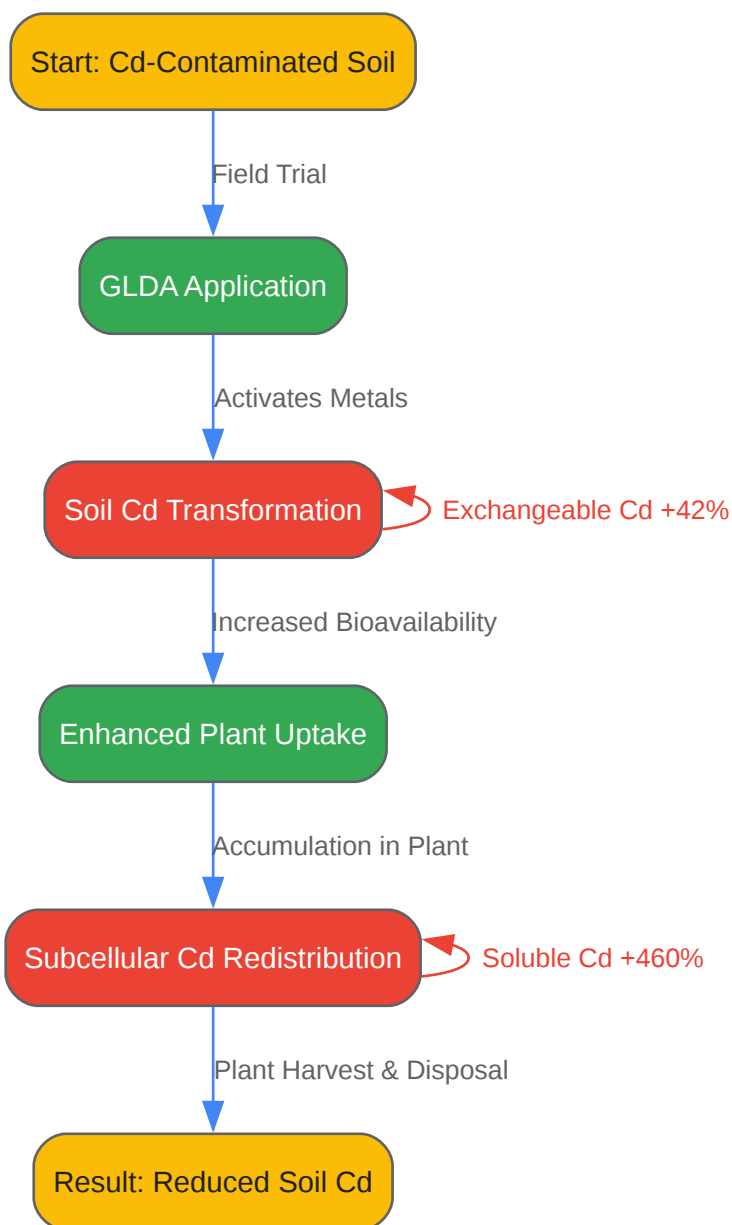 Start: Cd-Contaminated Soil
Field Trial
GLDA Application
Activates Metals
Soil Cd Transformation
Exchangeable Cd +42%
Increased Bioavailability
Enhanced Plant Uptake
Accumulation in Plant
Subcellular Cd Redistribution
Soluble Cd +460%
Plant Harvest & Disposal
Result: Reduced Soil Cd